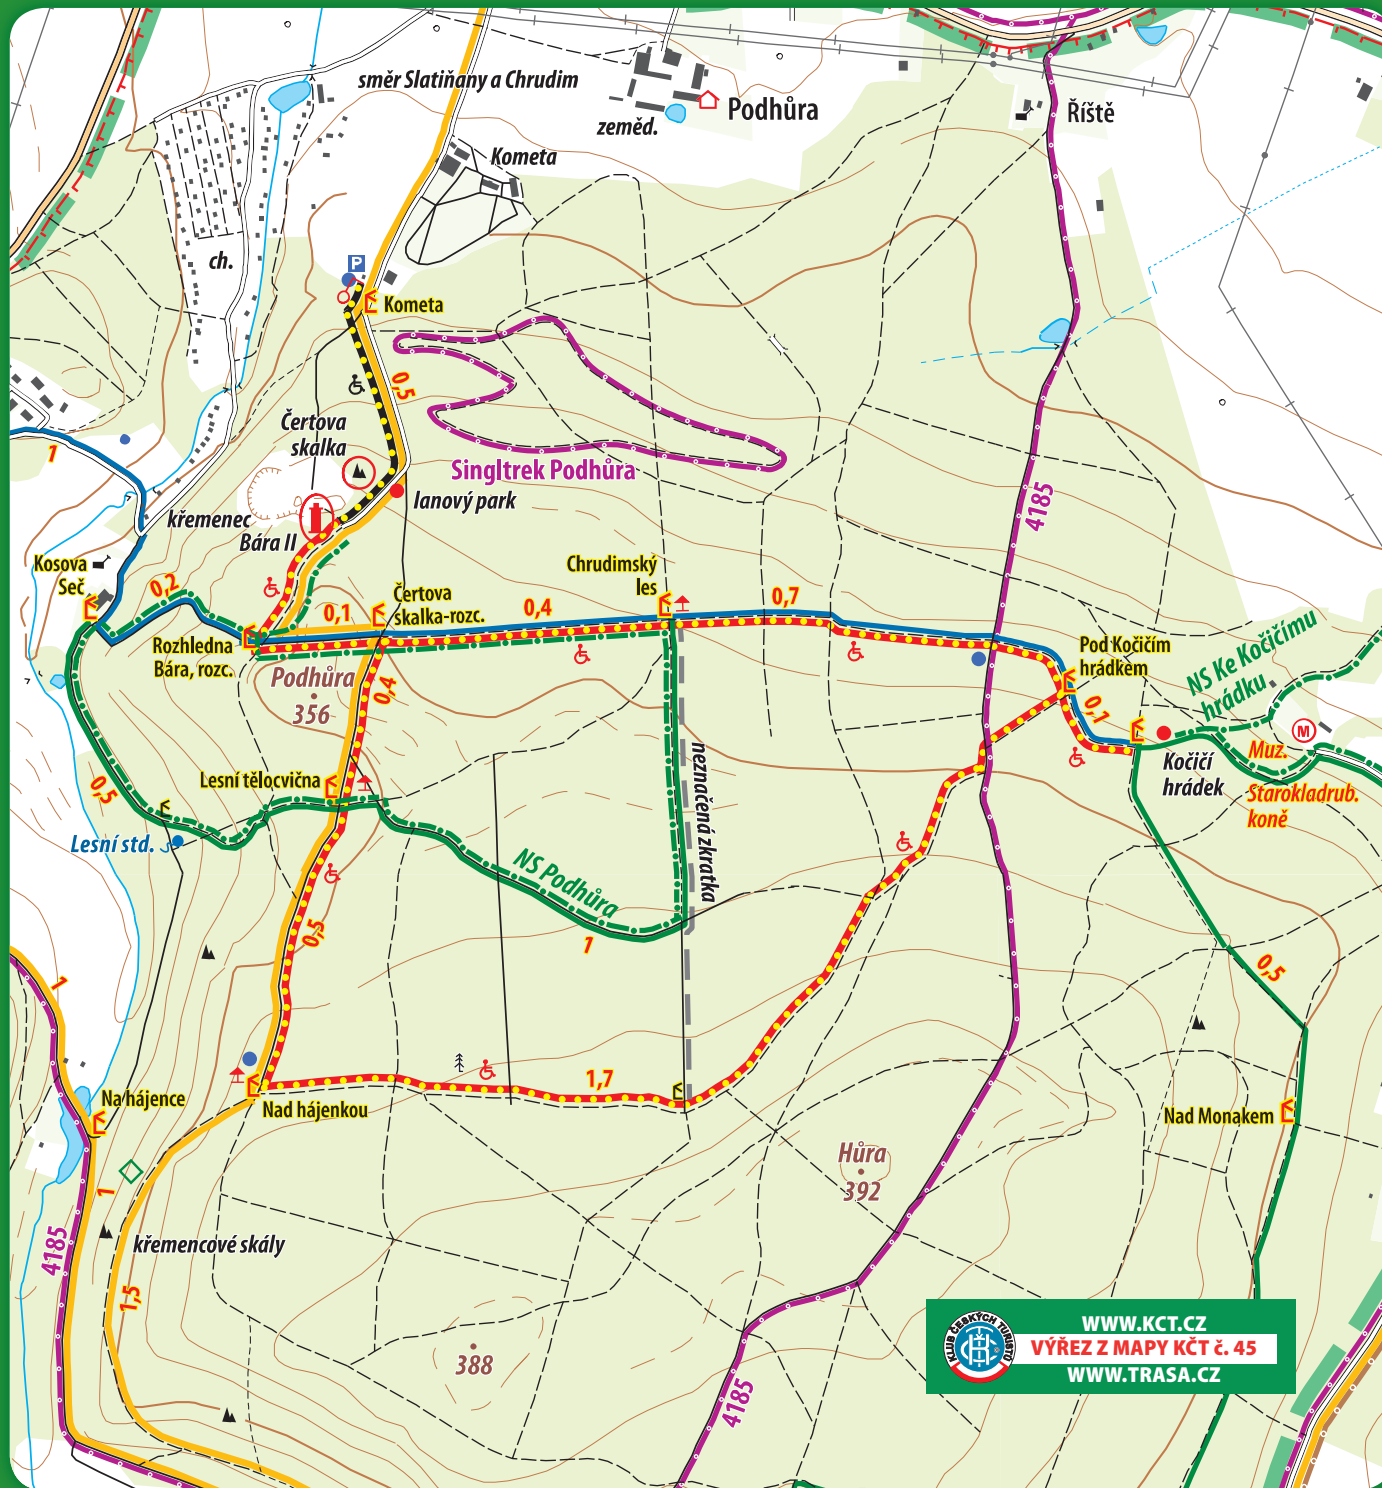 směr Slatiňany a Chrudim
zeměd.
Podhůra
Říště
Kometa
ch.
P
Kometa
0,5
Čertova
skalka
Singltrek Podhůra
lanový park
4185
1
křemenec
Bára II
Kosova
Seč
0,2
Chrudimský
les
Čertova
skalka-rozc.
0,1
0,4
0,7
Rozhledna
Bára, rozc.
Podhůra
356
0,4
Pod Kočičím
hrádkem
0,1
NS Ke Kočičímu
hrádku
M
Muz.
Kočičí
hrádek
Starokladrub.
koně
neznačená zkratka
Lesní tělocvična
0,5
Lesní std.
NS Podhůra
1
0,5
0,5
1
Na hájence
Nad hájenkou
1,7
Nad Monakem
Hůra
392
1
4185
křemencové skály
1,5
388
4185
KLUB ČESKÝCH TURISTŮ
KČT
WWW.KCT.CZ
VÝŘEZ Z MAPY KČT č. 45
WWW.TRASA.CZ